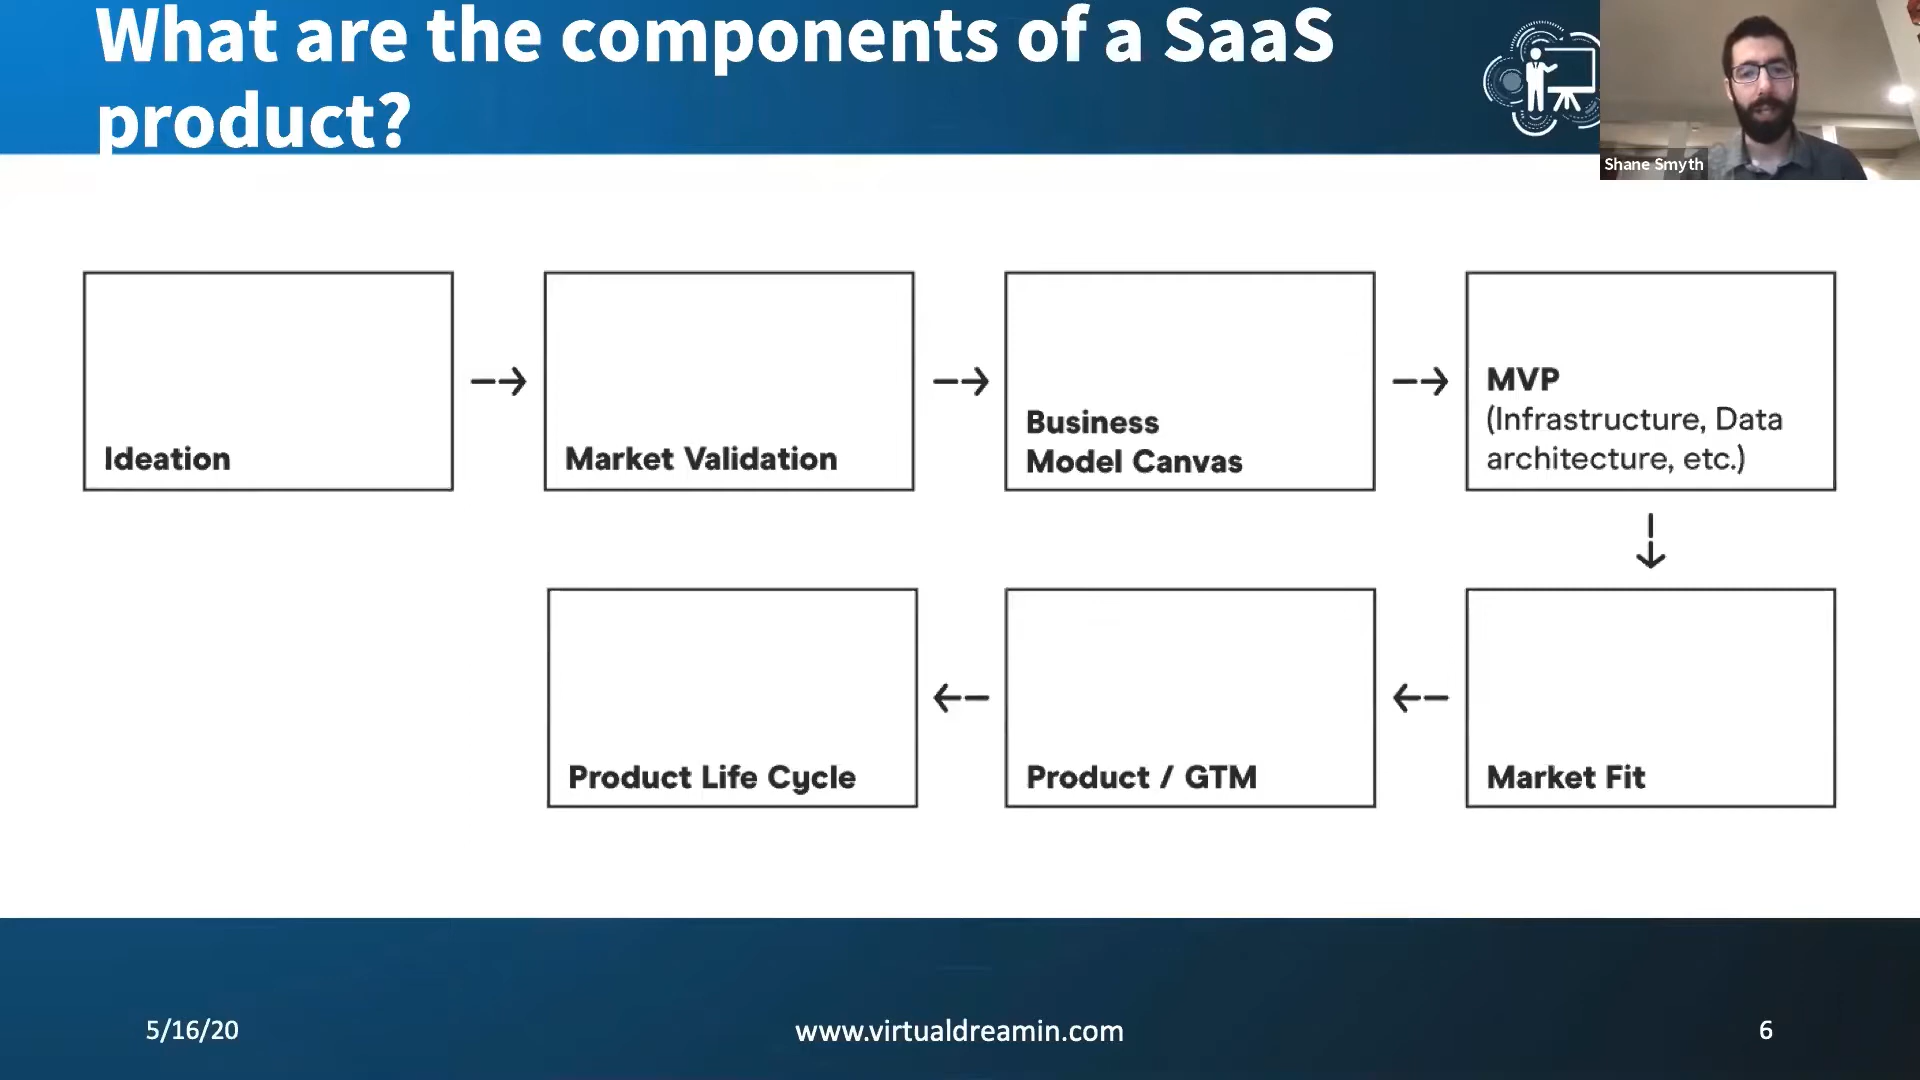 What are the components of a SaaS
product?
Shane Smyth
Ideation
Market Validation
Business
Model Canvas
MVP
(Infrastructure, Data
architecture, etc.)
Product Life Cycle
Product / GTM
Market Fit
5/16/20
www.virtualdreamin.com
6